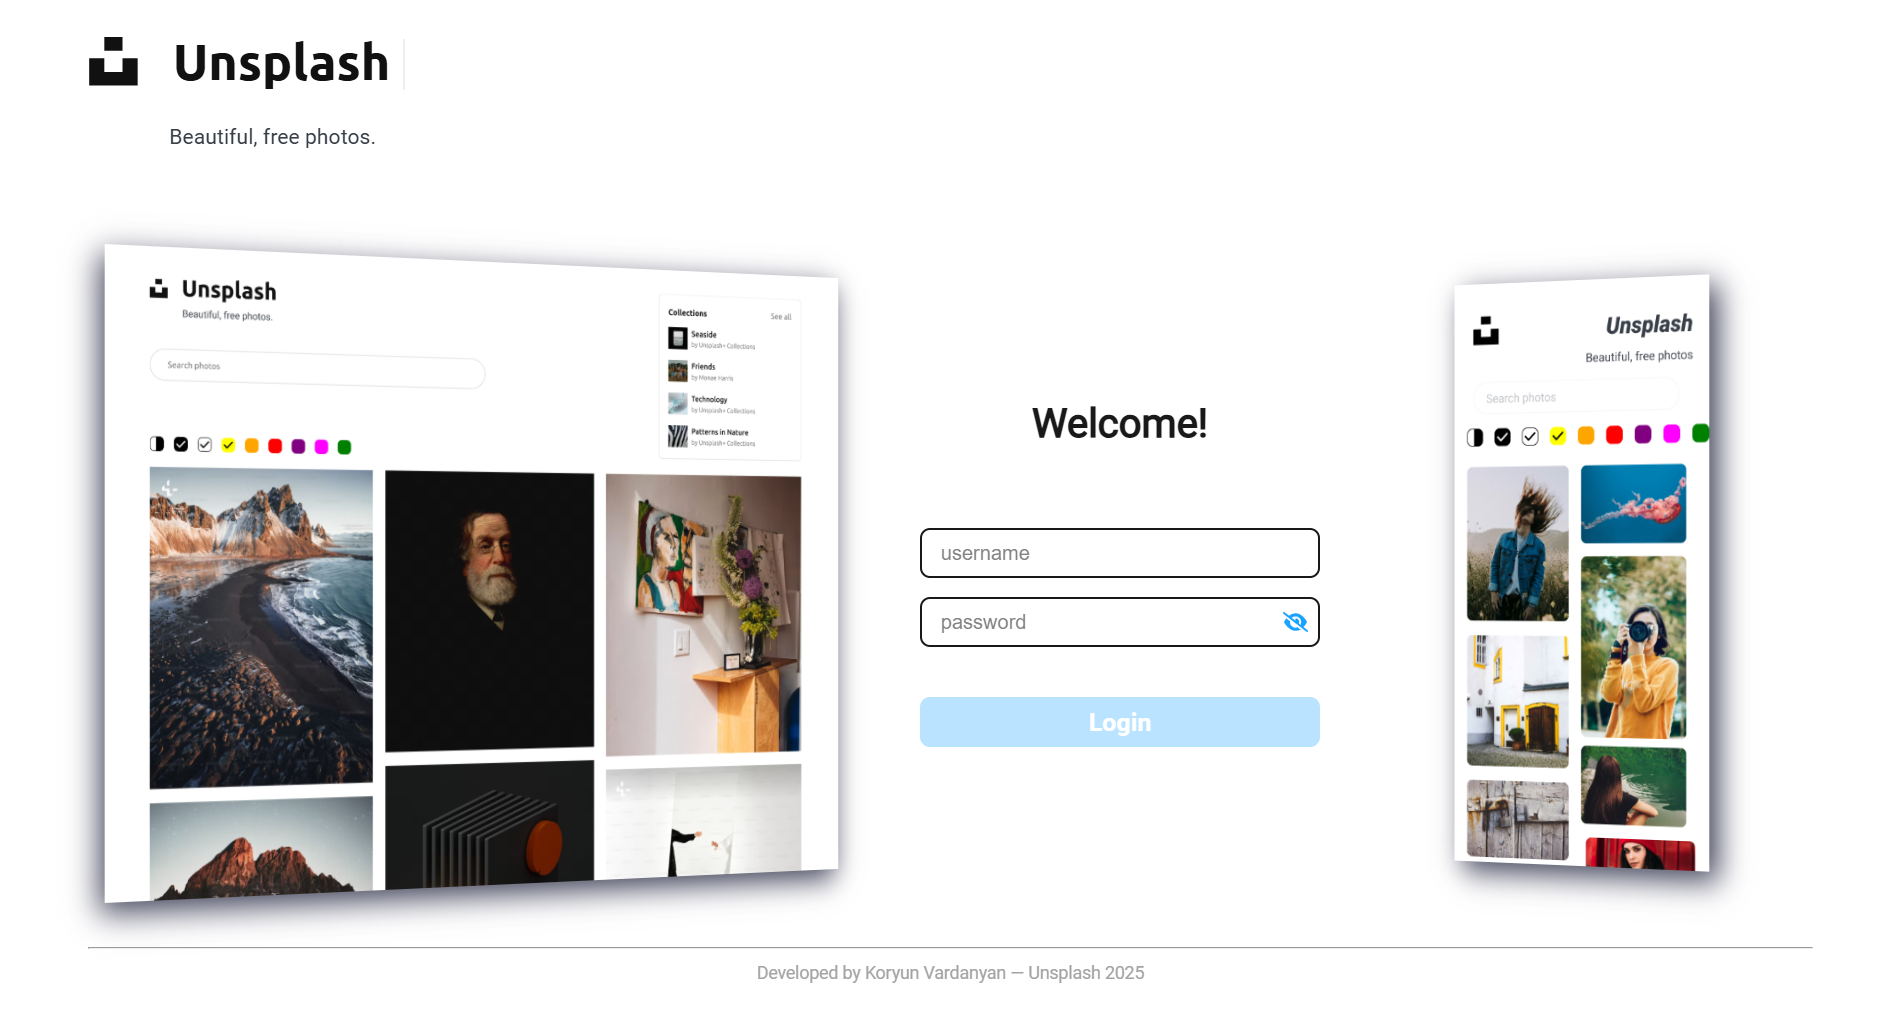 Unsplash
Beautiful, free photos.
Unsplash
Beautiful, free photos.
Search photos
Collections See all
Seaside
by Unsplash+ Collections
Friends
by Monae Harris
Technology
by Unsplash+ Collections
Patterns in Nature
by Unsplash+ Collections
Welcome!
username
password
Login
Unsplash
Beautiful, free photos
Search photos
Developed by Koryun Vardanyan — Unsplash 2025